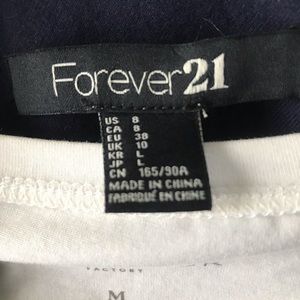 Forever21
US 8
CA 8
EU 38
UK 10
KR L
JP L
CN 165/90A
MADE IN CHINA
FABRIQUÉ EN CHINE
FACTORY
M